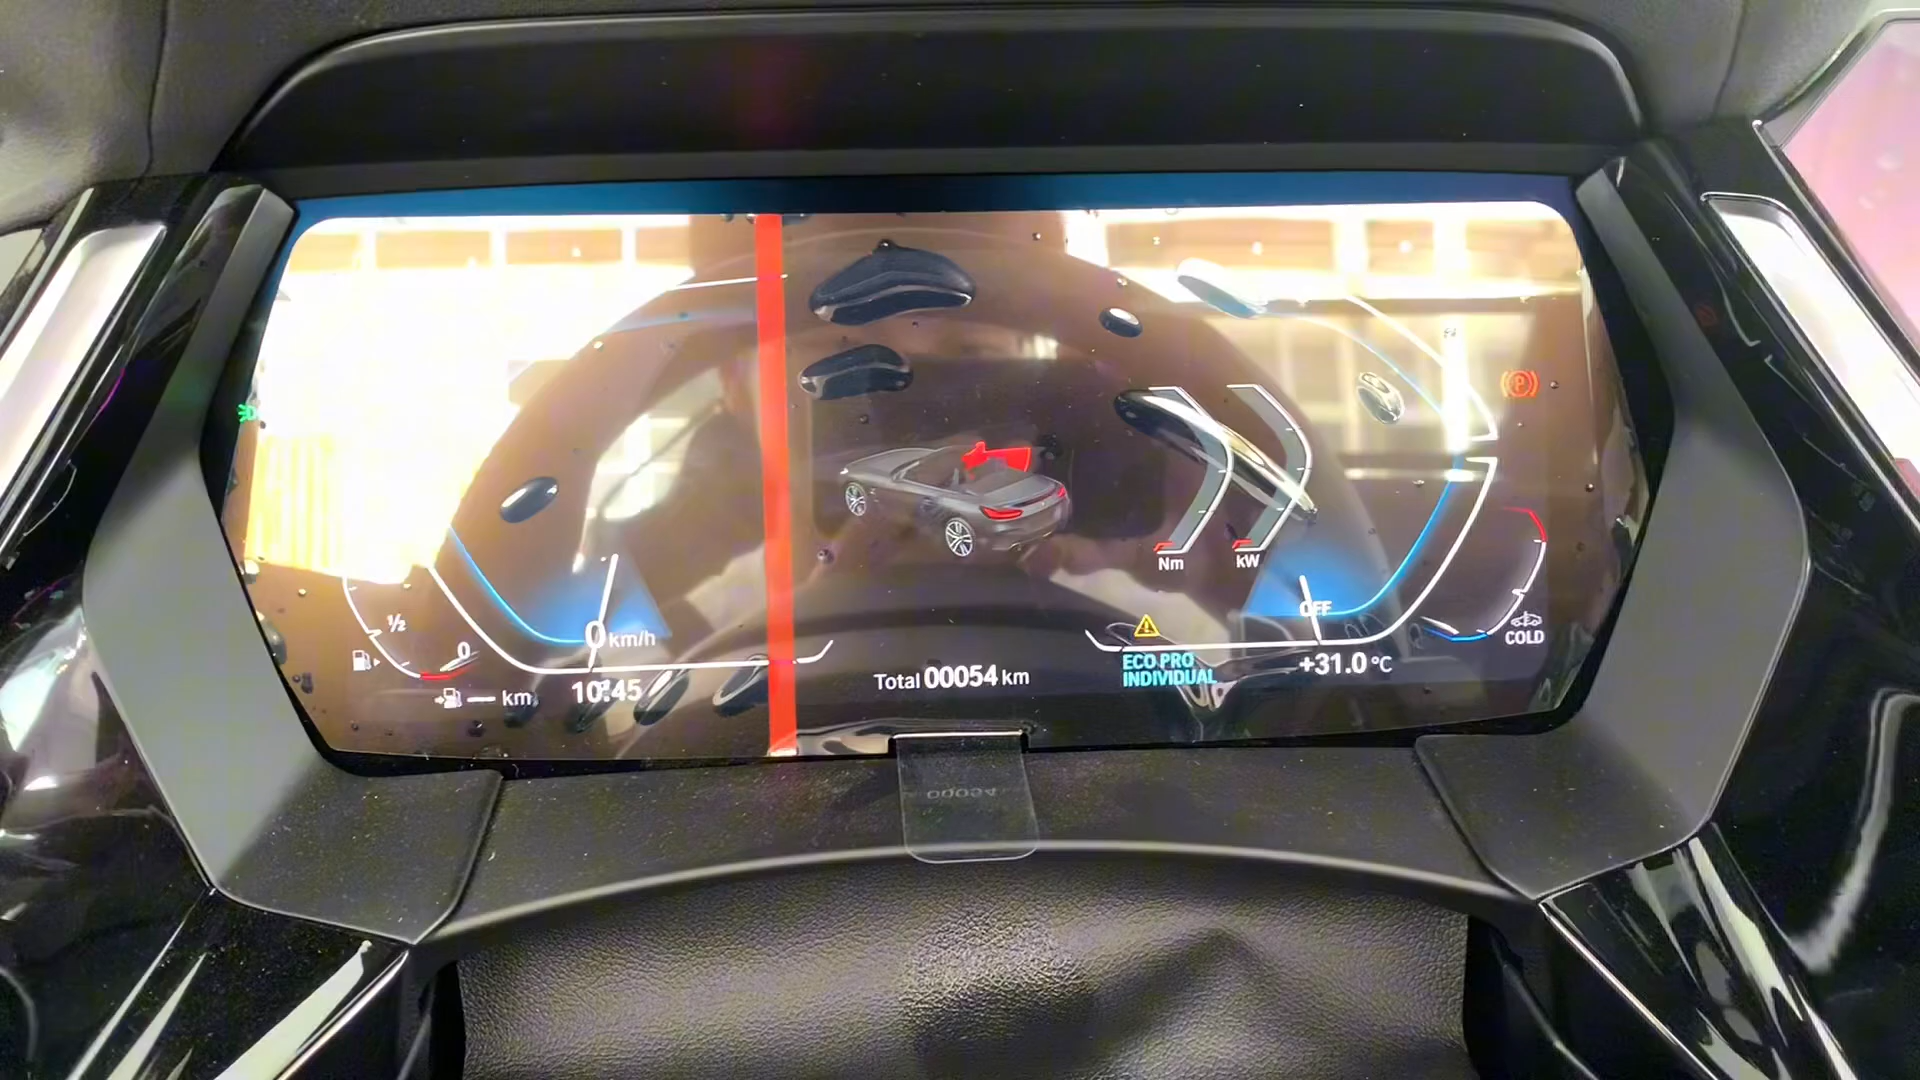 Nm
kW
OFF
½
0
0 km/h
COLD
— km
10:45
Total 00054 km
ECO PRO
INDIVIDUAL
+31.0 °C